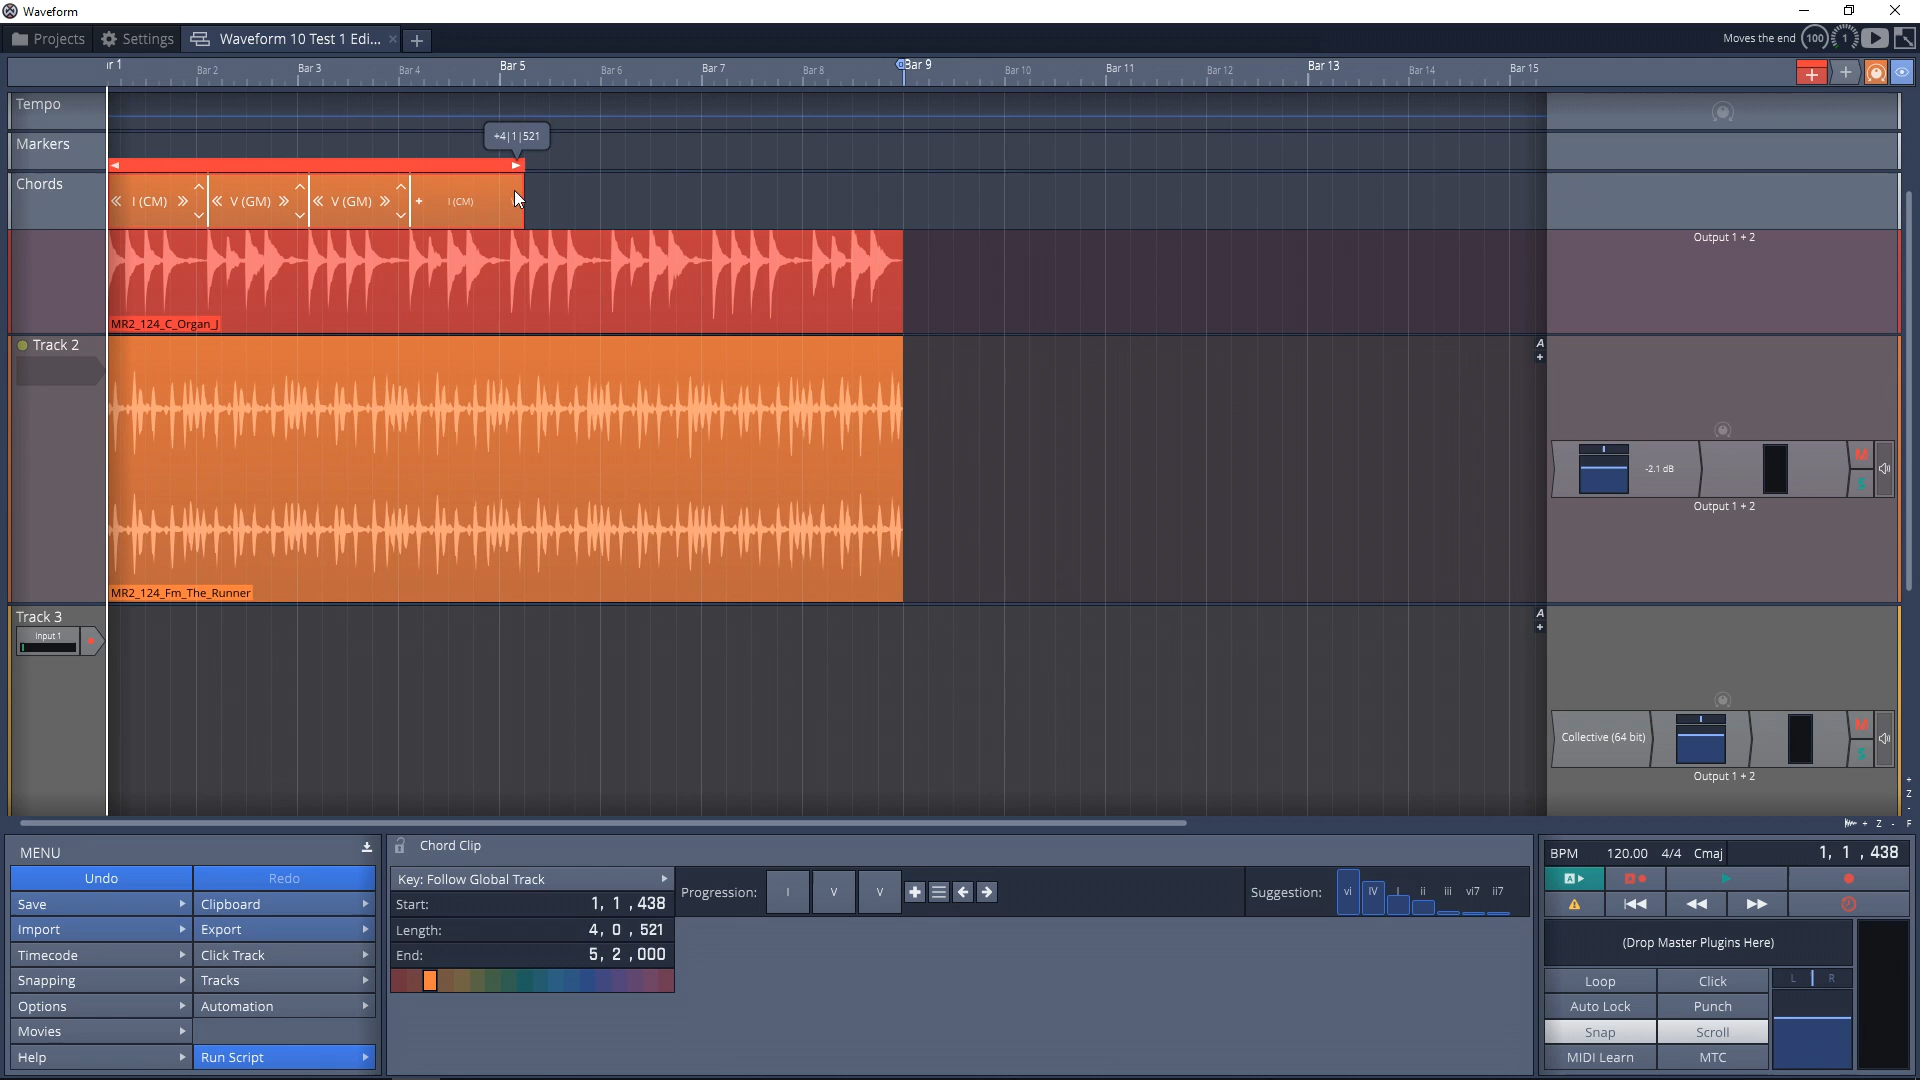 Waveform
Projects
Settings
Waveform 10 Test 1 Edi...
Moves the end
100
1
Bar 2
Bar 3
Bar 4
Bar 5
Bar 6
Bar 7
Bar 8
Bar 9
Bar 10
Bar 11
Bar 12
Bar 13
Bar 14
Bar 15
Tempo
+4|1|521
Markers
Chords
I (CM)
V (GM)
V (GM)
+ I (CM)
Output 1 + 2
MR2_124_C_Organ_J
Track 2
A
+
-2.1 dB
M
S
Output 1 + 2
MR2_124_Fm_The_Runner
Track 3
Input 1
A
+
Collective (64 bit)
M
S
Output 1 + 2
+ Z - F
MENU
Undo
Redo
Save
Clipboard
Import
Export
Timecode
Click Track
Snapping
Tracks
Options
Automation
Movies
Help
Run Script
Chord Clip
Key: Follow Global Track
Start: 1, 1 ,438
Length: 4, 0 , 521
End: 5, 2 ,000
Progression:
I
V
V
Suggestion:
vi
IV
I
ii
iii
vi7
ii7
BPM 120.00 4/4 Cmaj
1, 1 , 438
(Drop Master Plugins Here)
Loop
Click
L R
Auto Lock
Punch
Snap
Scroll
MIDI Learn
MTC